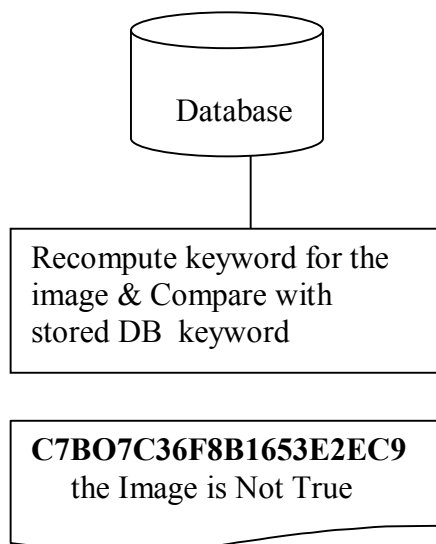 Database
Recompute keyword for the
image & Compare with
stored DB keyword
C7BO7C36F8B1653E2EC9
the Image is Not True